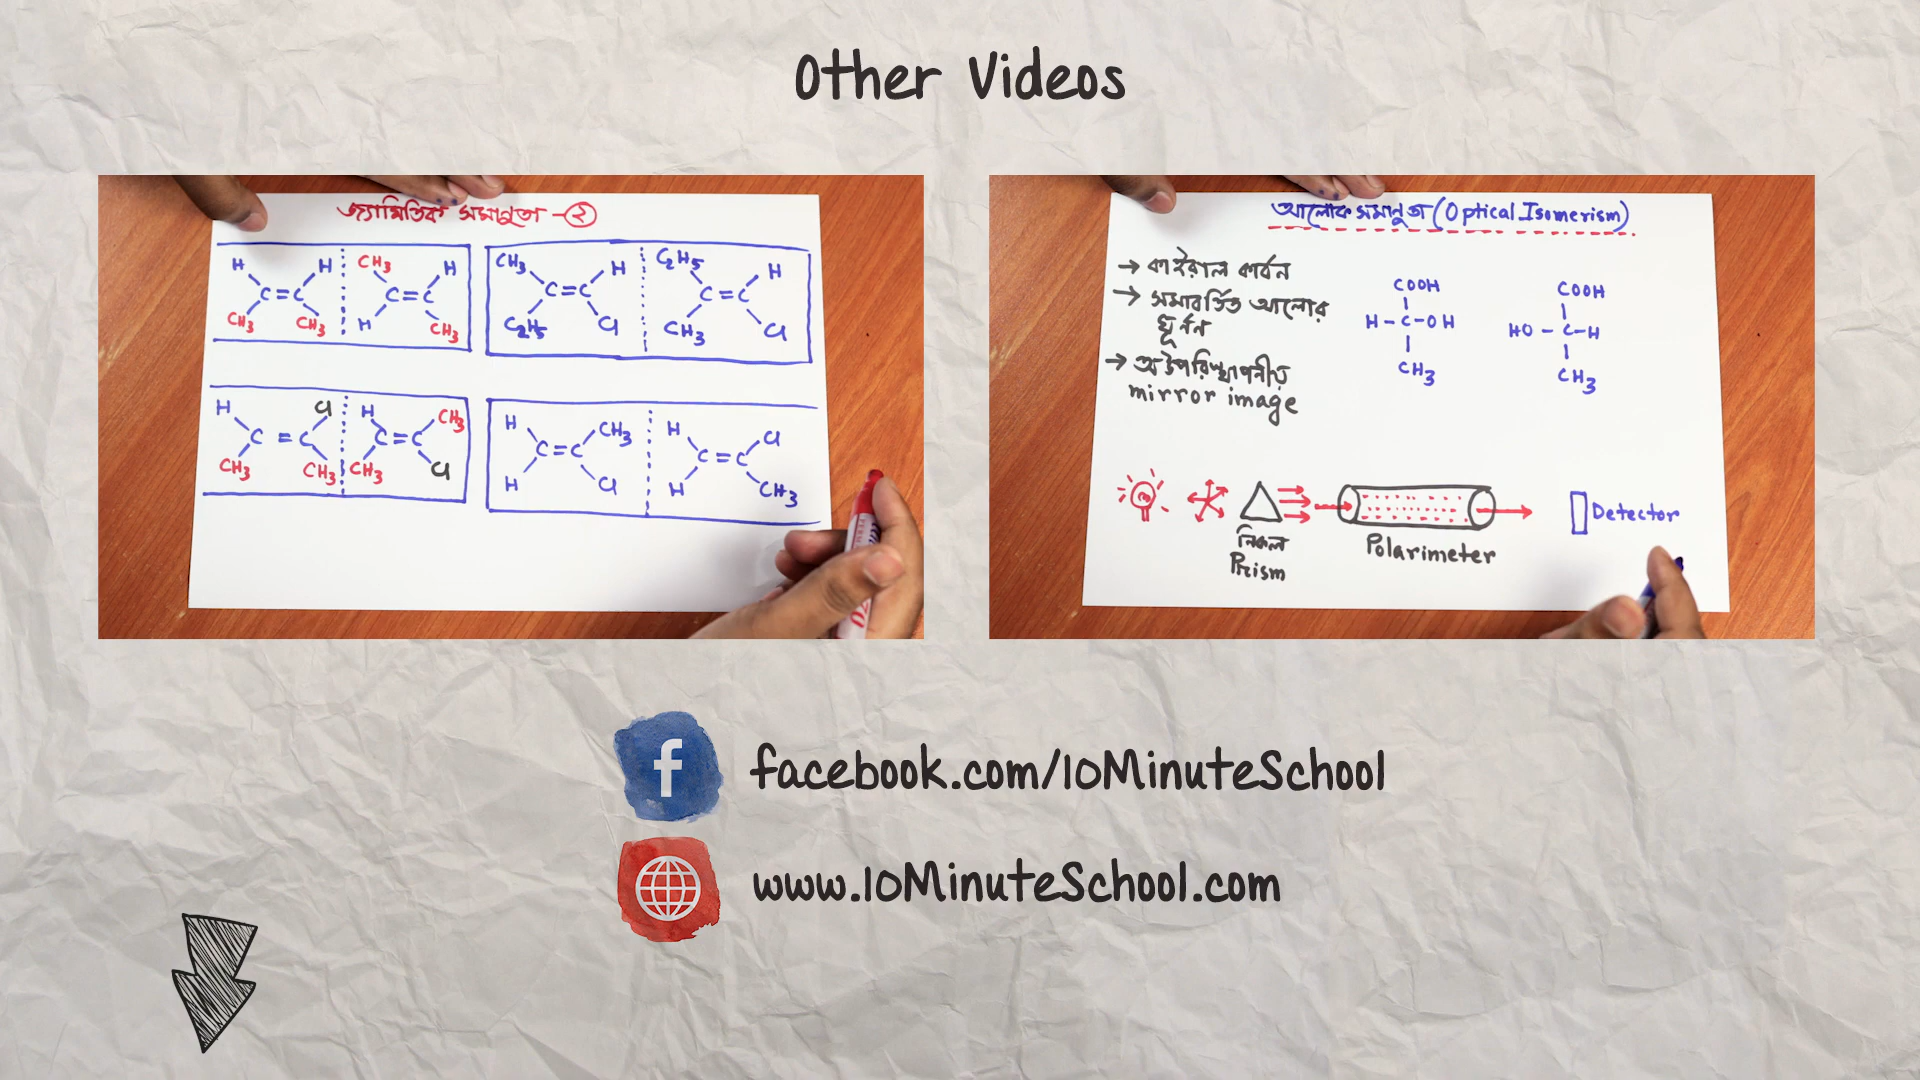 Other Videos
জ্যামিতিক সমানুতা - ২
H H
C = C
CH3 CH3
CH3 H
C = C
H CH3
CH3 H
C = C
C2H5 Cl
C2H5 H
C = C
CH3 Cl
H Cl
C = C
CH3 CH3
H CH3
C = C
CH3 Cl
H CH3
C = C
H Cl
H Cl
C = C
H CH3
আলোক সমানুতা (Optical Isomerism)
→ কাইরাল কার্বন
→ সমাবর্তিত আলোর
ঘূর্ণন
→ অউপরিস্থাপনীয়
mirror image
COOH
H - C - OH
CH3
COOH
HO - C - H
CH3
নিকল
Prism
Polarimeter
Detector
facebook.com/10MinuteSchool
www.10MinuteSchool.com